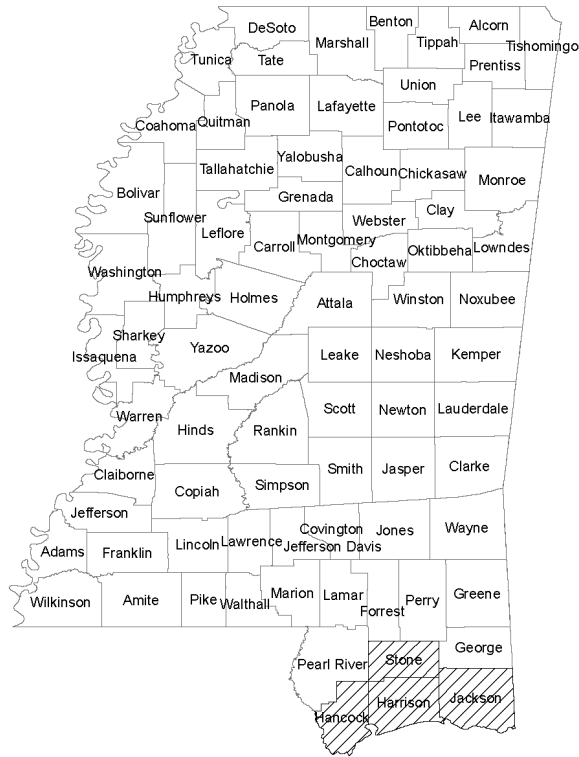 DeSoto
Marshall
Benton
Tippah
Alcorn
Tishomingo
Prentiss
Tunica
Tate
Union
Panola
Lafayette
Lee
Itawamba
Coahoma
Quitman
Pontotoc
Yalobusha
Tallahatchie
Calhoun
Chickasaw
Monroe
Bolivar
Grenada
Sunflower
Webster
Clay
Leflore
Carroll
Montgomery
Choctaw
Oktibbeha
Lowndes
Washington
Humphreys
Holmes
Attala
Winston
Noxubee
Sharkey
Issaquena
Yazoo
Leake
Neshoba
Kemper
Madison
Warren
Hinds
Rankin
Scott
Newton
Lauderdale
Claiborne
Copiah
Simpson
Smith
Jasper
Clarke
Jefferson
Adams
Franklin
Lincoln
Lawrence
Covington
Jefferson Davis
Jones
Wayne
Wilkinson
Amite
Pike
Walthall
Marion
Lamar
Forrest
Perry
Greene
Pearl River
Stone
George
Hancock
Harrison
Jackson